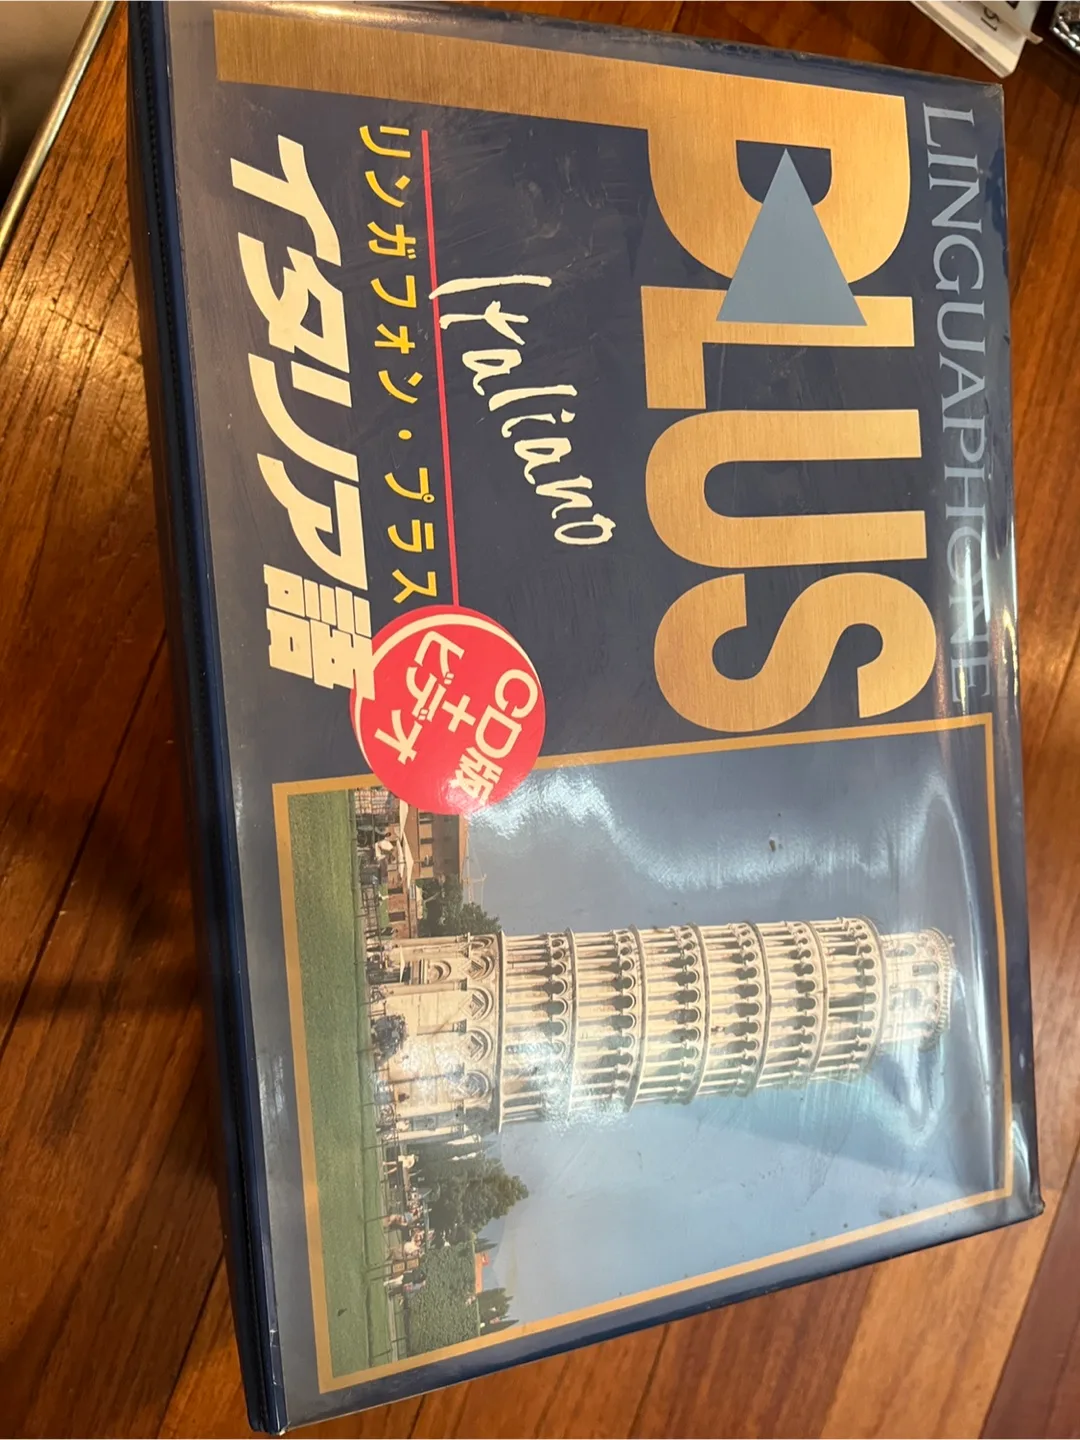 LINGUAPHONE
PLUS
Italiano
リンガフォン・プラス
イタリア語
CD版
+
ビデオ